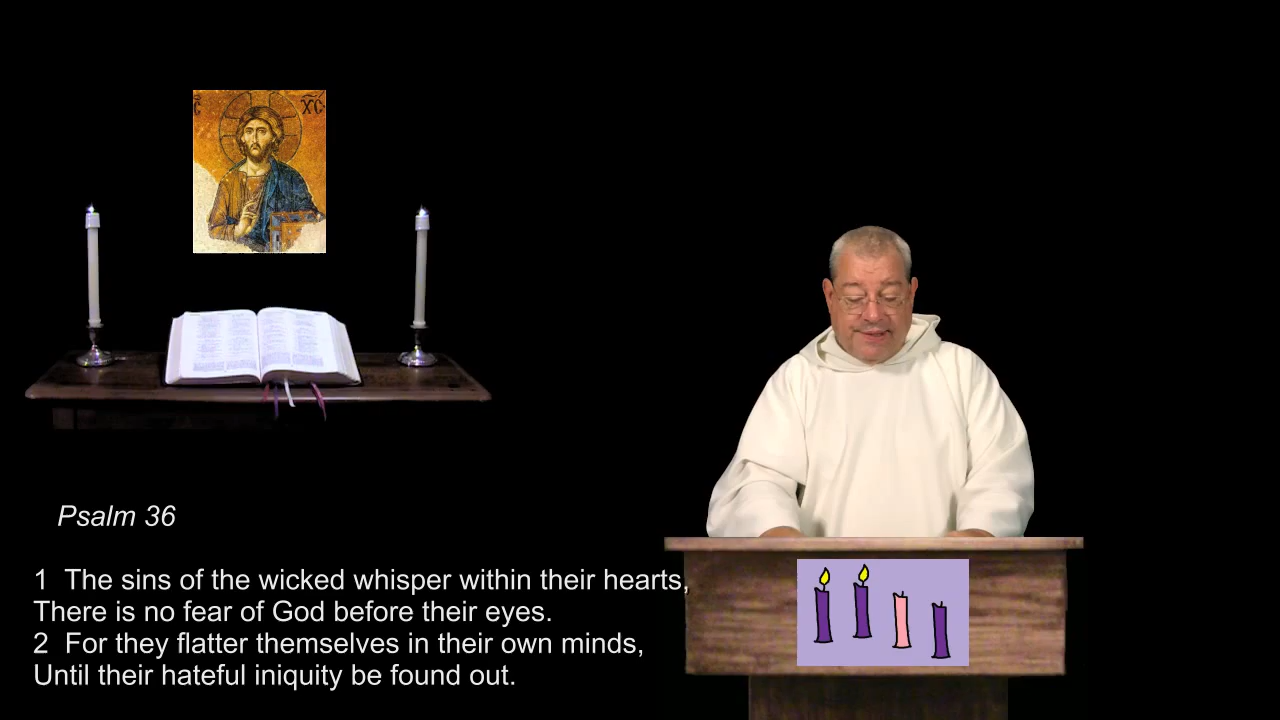 XC
Psalm 36
1 The sins of the wicked whisper within their hearts,
There is no fear of God before their eyes.
2 For they flatter themselves in their own minds,
Until their hateful iniquity be found out.